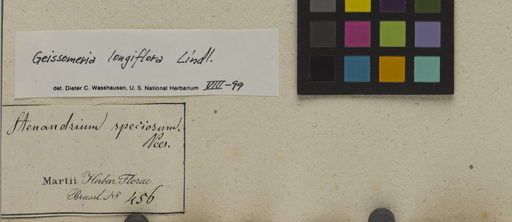 Geissomeria longiflora Lindl.
det. Dieter C. Wasshausen, U. S. National Herbarium VIII-99
Stenandrium speciosum.
Nees.
Martii Herbar. Florae
Brasil. No 456